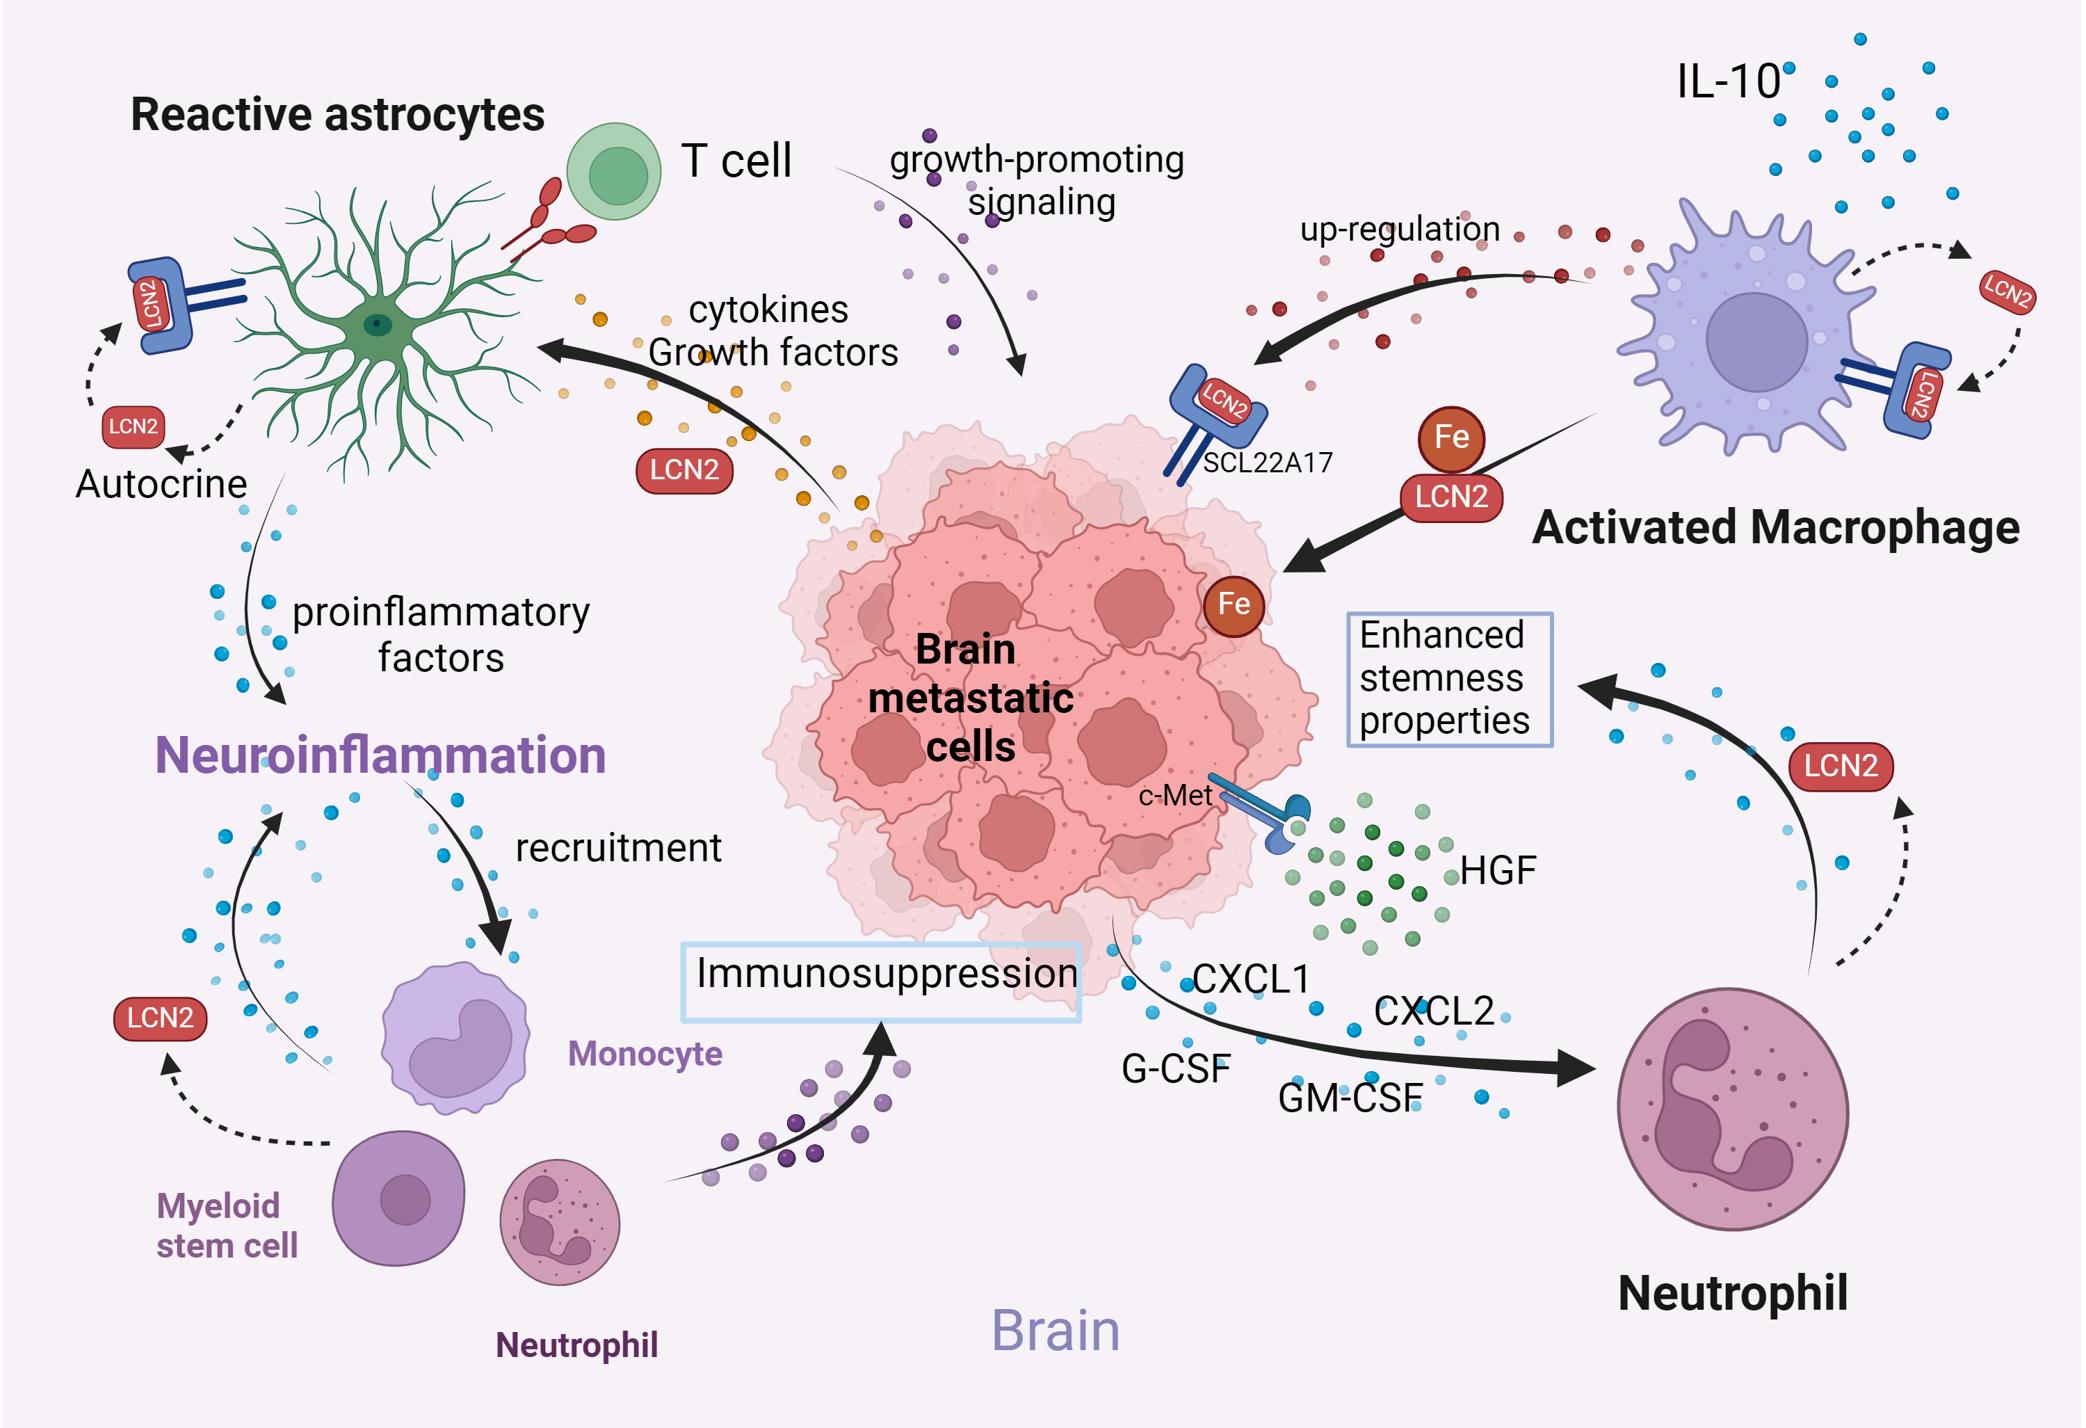 Reactive astrocytes
T cell
growth-promoting
signaling
IL-10
up-regulation
LCN2
LCN2
cytokines
Growth factors
LCN2
LCN2
SCL22A17
LCN2
LCN2
Autocrine
LCN2
Fe
LCN2
Activated Macrophage
Fe
proinflammatory
factors
Brain
metastatic
cells
Enhanced
stemness
properties
Neuroinflammation
LCN2
c-Met
recruitment
HGF
Immunosuppression
CXCL1
CXCL2
LCN2
Monocyte
G-CSF
GM-CSF
Myeloid
stem cell
Neutrophil
Neutrophil
Brain